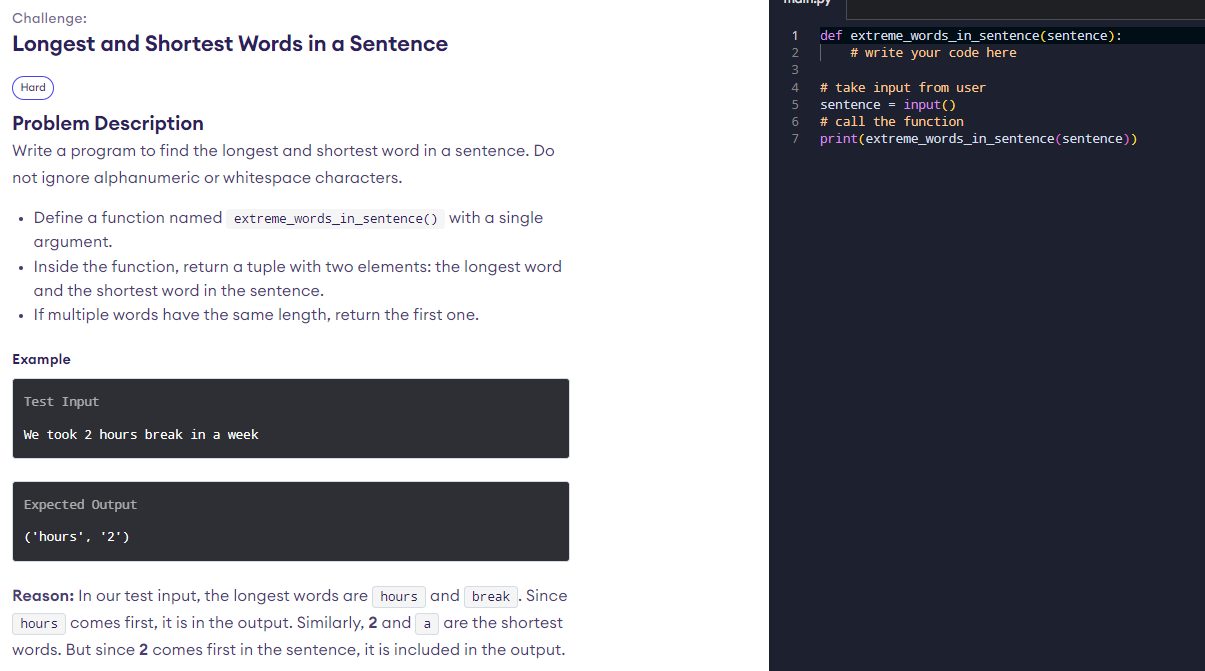 Challenge:
Longest and Shortest Words in a Sentence
Hard
Problem Description
Write a program to find the longest and shortest word in a sentence. Do
not ignore alphanumeric or whitespace characters.
• Define a function named extreme_words_in_sentence() with a single
argument.
• Inside the function, return a tuple with two elements: the longest word
and the shortest word in the sentence.
• If multiple words have the same length, return the first one.
Example
Test Input
We took 2 hours break in a week
Expected Output
('hours', '2')
Reason: In our test input, the longest words are hours and break. Since
hours comes first, it is in the output. Similarly, 2 and a are the shortest
words. But since 2 comes first in the sentence, it is included in the output.
main.py
1 def extreme_words_in_sentence(sentence):
2     # write your code here
3
4 # take input from user
5 sentence = input()
6 # call the function
7 print(extreme_words_in_sentence(sentence))